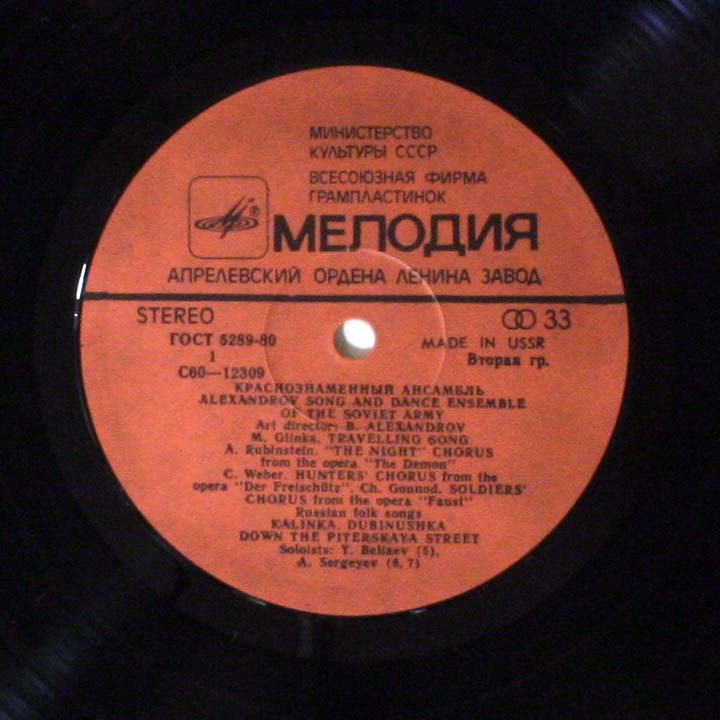 МИНИСТЕРСТВО
КУЛЬТУРЫ СССР
ВСЕСОЮЗНАЯ ФИРМА
ГРАМПЛАСТИНОК
®
МЕЛОДИЯ
АПРЕЛЕВСКИЙ ОРДЕНА ЛЕНИНА ЗАВОД
STEREO
33
ГОСТ 5289-80
MADE IN USSR
1
Вторая гр.
С60—12309
КРАСНОЗНАМЕННЫЙ АНСАМБЛЬ
ALEXANDROV SONG AND DANCE ENSEMBLE
OF THE SOVIET ARMY
Art director: B. ALEXANDROV
M. Glinka. TRAVELLING SONG
A. Rubinstein. "THE NIGHT" CHORUS
from the opera "The Demon"
C. Weber. HUNTERS' CHORUS from the
opera "Der Freischütz". Ch. Gounod. SOLDIERS'
CHORUS from the opera "Faust"
Russian folk songs
KALINKA. DUBINUSHKA
DOWN THE PITERSKAYA STREET
Soloists: Y. Beliaev (5),
A. Sergeyev (6, 7)